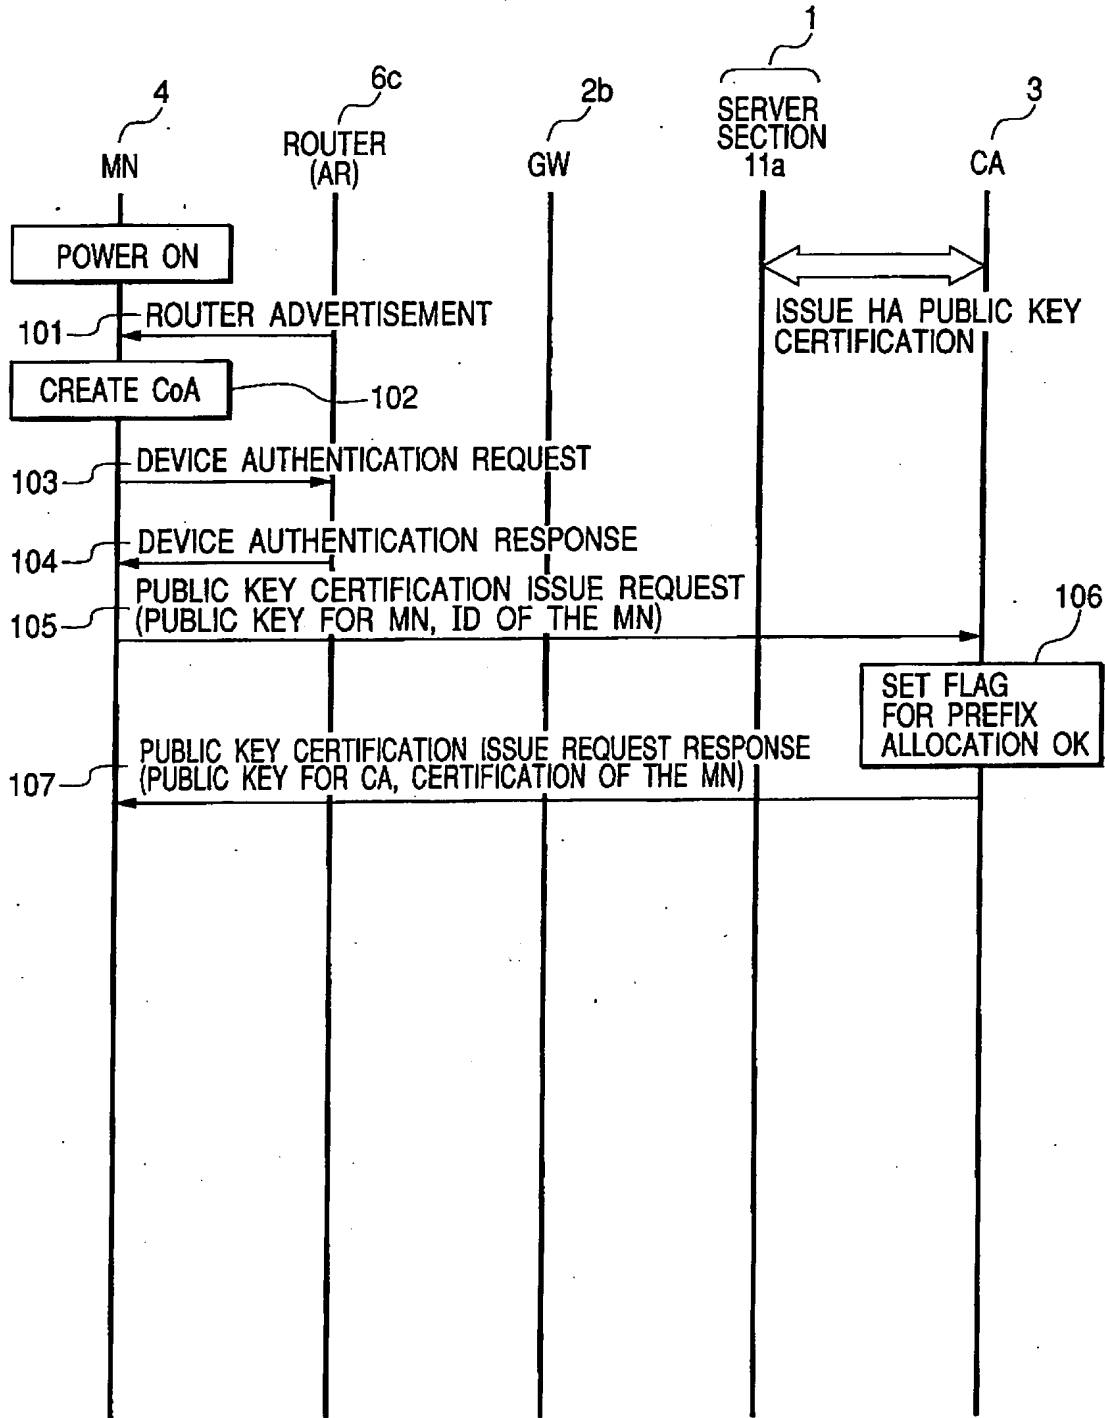 1
4
6c
2b
3
MN
ROUTER
(AR)
GW
SERVER
SECTION
11a
CA
POWER ON
ISSUE HA PUBLIC KEY
CERTIFICATION
101
ROUTER ADVERTISEMENT
CREATE CoA
102
103
DEVICE AUTHENTICATION REQUEST
104
DEVICE AUTHENTICATION RESPONSE
105
PUBLIC KEY CERTIFICATION ISSUE REQUEST
(PUBLIC KEY FOR MN, ID OF THE MN)
106
SET FLAG
FOR PREFIX
ALLOCATION OK
107
PUBLIC KEY CERTIFICATION ISSUE REQUEST RESPONSE
(PUBLIC KEY FOR CA, CERTIFICATION OF THE MN)